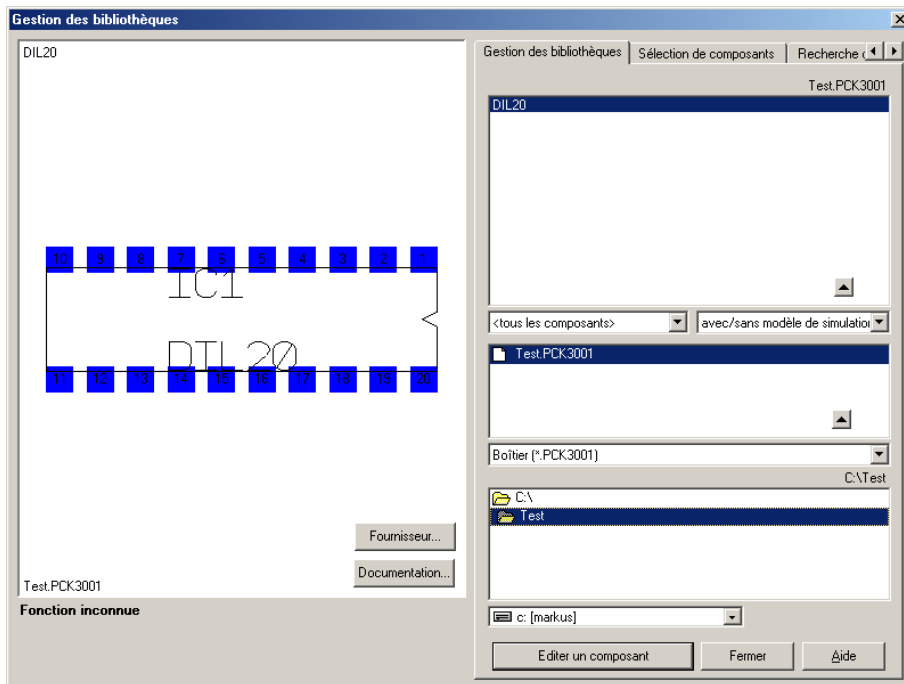 Gestion des bibliothèques
DIL20
10 9 8 7 6 5 4 3 2 1
IC1
DIL20
11 12 13 14 15 16 17 18 19 20
Fournisseur...
Documentation...
Test.PCK3001
Fonction inconnue
Gestion des bibliothèques Sélection de composants Recherche
Test.PCK3001
DIL20
<tous les composants> avec/sans modèle de simulation
Test.PCK3001
Boîtier (*.PCK3001)
C:\Test
C:\
Test
c: [markus]
Editer un composant Fermer Aide